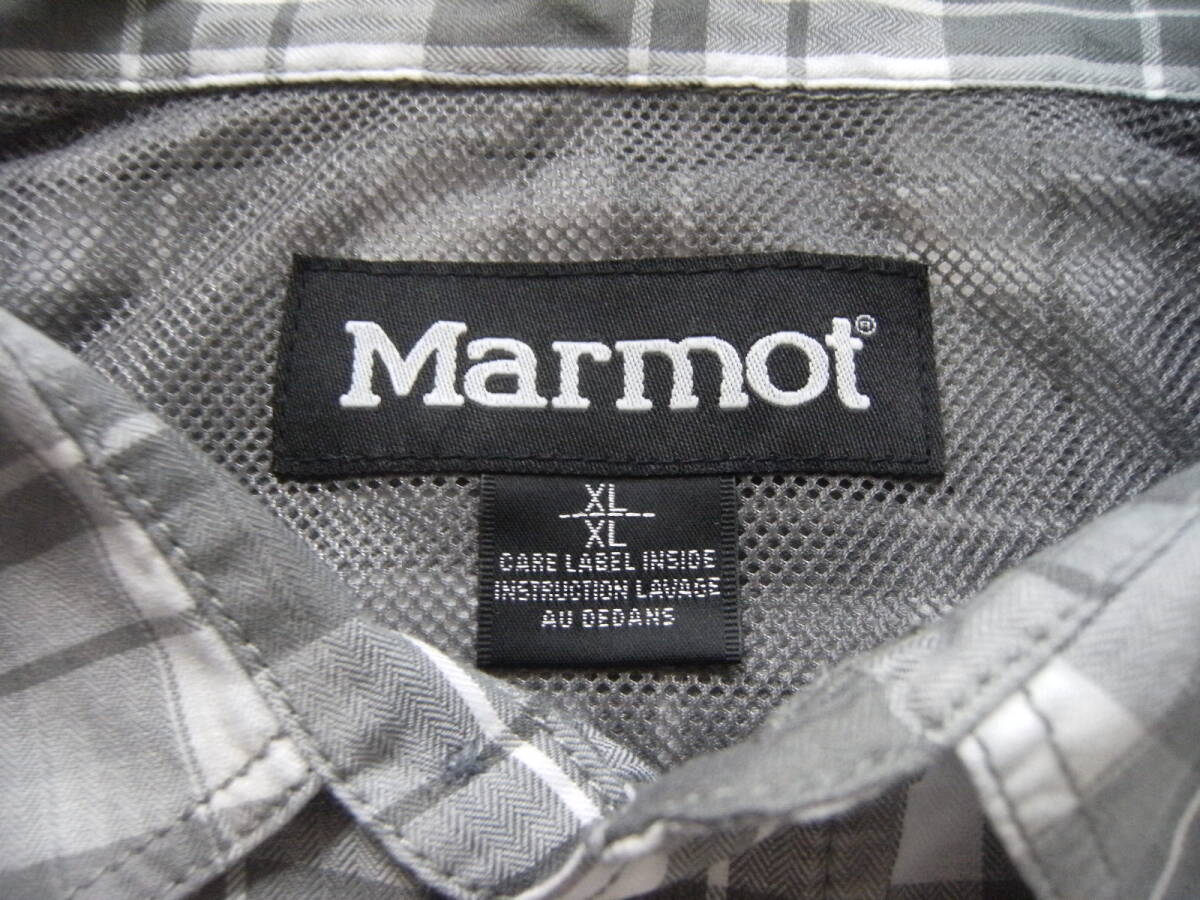 Marmot®
XL
XL
CARE LABEL INSIDE
INSTRUCTION LAVAGE
AU DEDANS